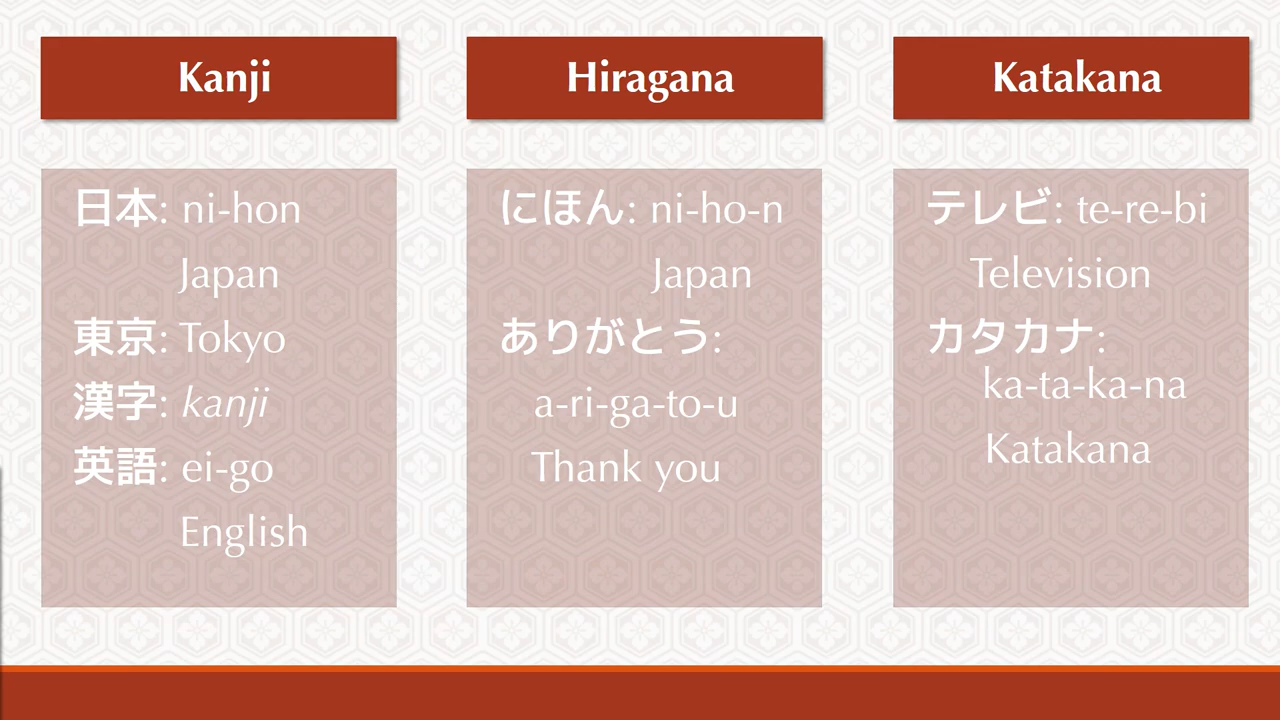 Kanji
日本: ni-hon
Japan
東京: Tokyo
漢字: kanji
英語: ei-go
English
Hiragana
にほん: ni-ho-n
Japan
ありがとう:
a-ri-ga-to-u
Thank you
Katakana
テレビ: te-re-bi
Television
カタカナ:
ka-ta-ka-na
Katakana